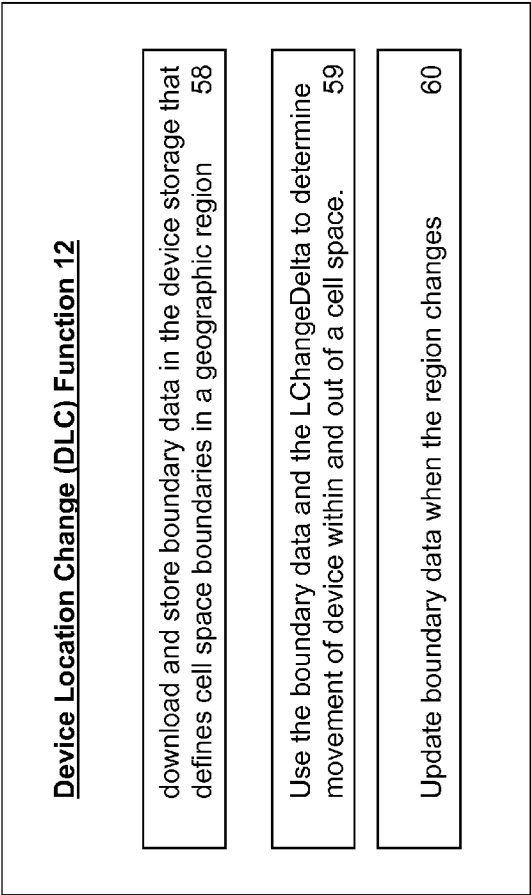 Device Location Change (DLC) Function 12
download and store boundary data in the device storage that
defines cell space boundaries in a geographic region 58
Use the boundary data and the LChangeDelta to determine
movement of device within and out of a cell space. 59
Update boundary data when the region changes 60